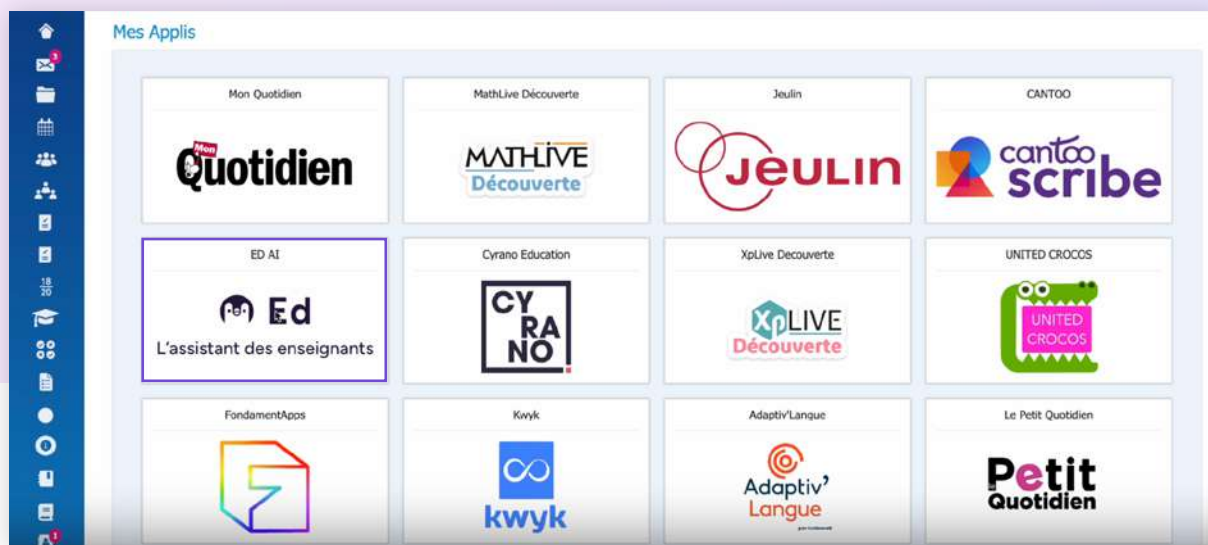 Mes Applis
3
Mon Quotidien
MathLive Découverte
Jeulin
CANTOO
Mon
Quotidien
MATHLIVE
Découverte
JEULIN
cantoo
scribe
ED AI
Cyrano Education
XpLive Decouverte
UNITED CROCOS
Ed
L'assistant des enseignants
CY
RA
NO
XpLIVE
Découverte
UNITED
CROCOS
18
20
FondamentApps
Kwyk
Adaptiv'Langue
Le Petit Quotidien
kwyk
Adaptiv'
Langue
Petit
Quotidien
1